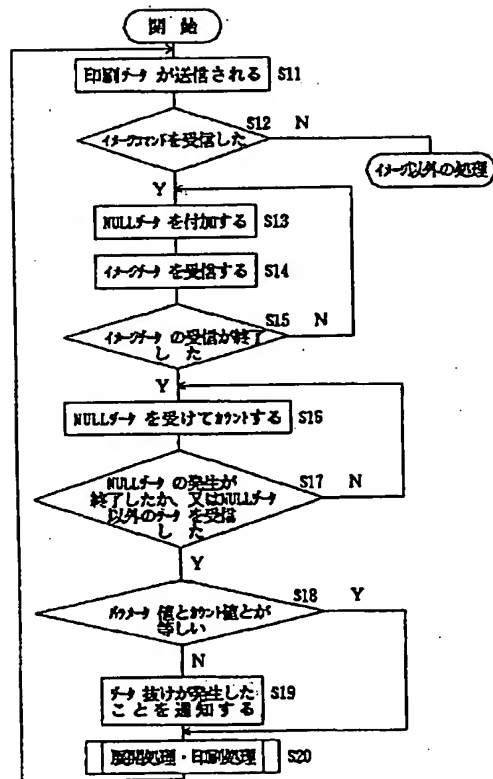 開 始
印刷データ が送信される S11
S12 N
イメージコマンドを受信した
イメージ以外の処理
Y
NULLデータ を付加する S13
イメージデータ を受信する S14
S15 N
イメージデータ の受信が終了
し た
Y
NULLデータ を受けてカウントする S16
NULLデータ の発生が S17 N
終了したか、又はNULLデータ
以外のデータ を受信
し た
Y
S18 Y
パラメータ 値とカウント値とが
等しい
N
データ 抜けが発生した S19
ことを通知する
展開処理・印刷処理 S20